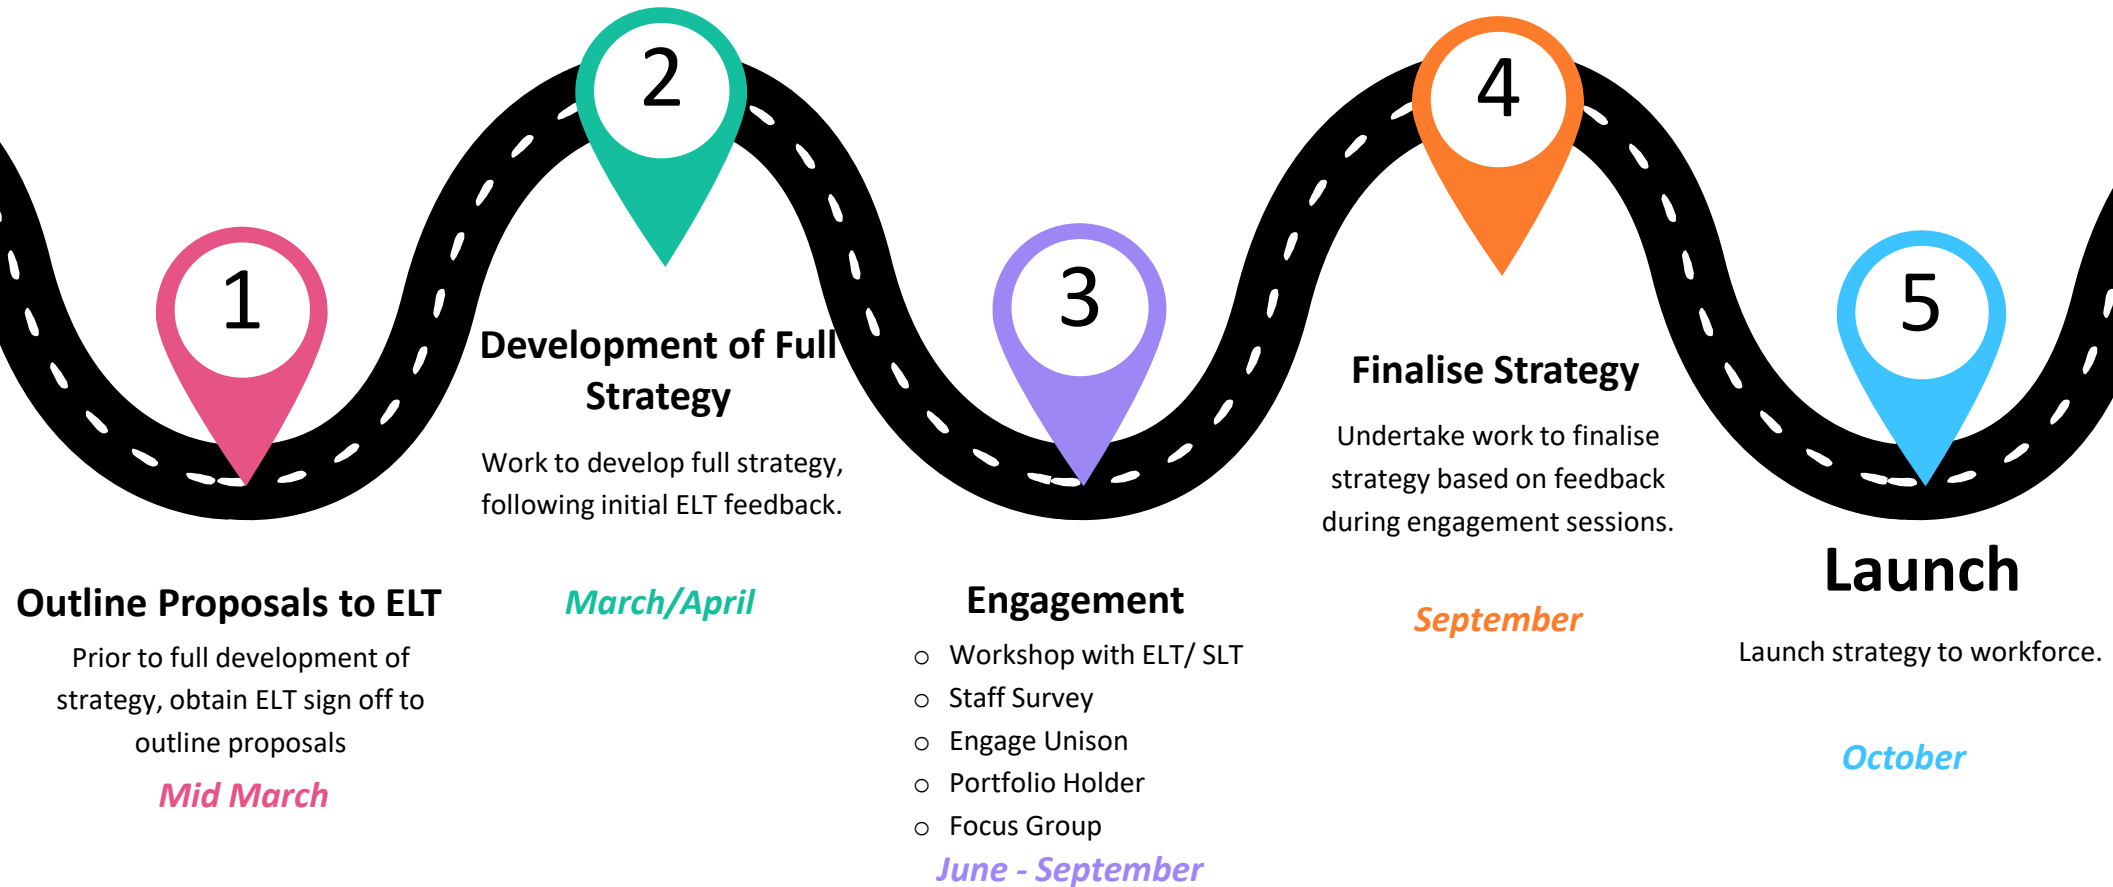 1
Outline Proposals to ELT
Prior to full development of
strategy, obtain ELT sign off to
outline proposals
Mid March
2
Development of Full
Strategy
Work to develop full strategy,
following initial ELT feedback.
March/April
3
Engagement
o Workshop with ELT/ SLT
o Staff Survey
o Engage Unison
o Portfolio Holder
o Focus Group
June - September
4
Finalise Strategy
Undertake work to finalise
strategy based on feedback
during engagement sessions.
September
5
Launch
Launch strategy to workforce.
October